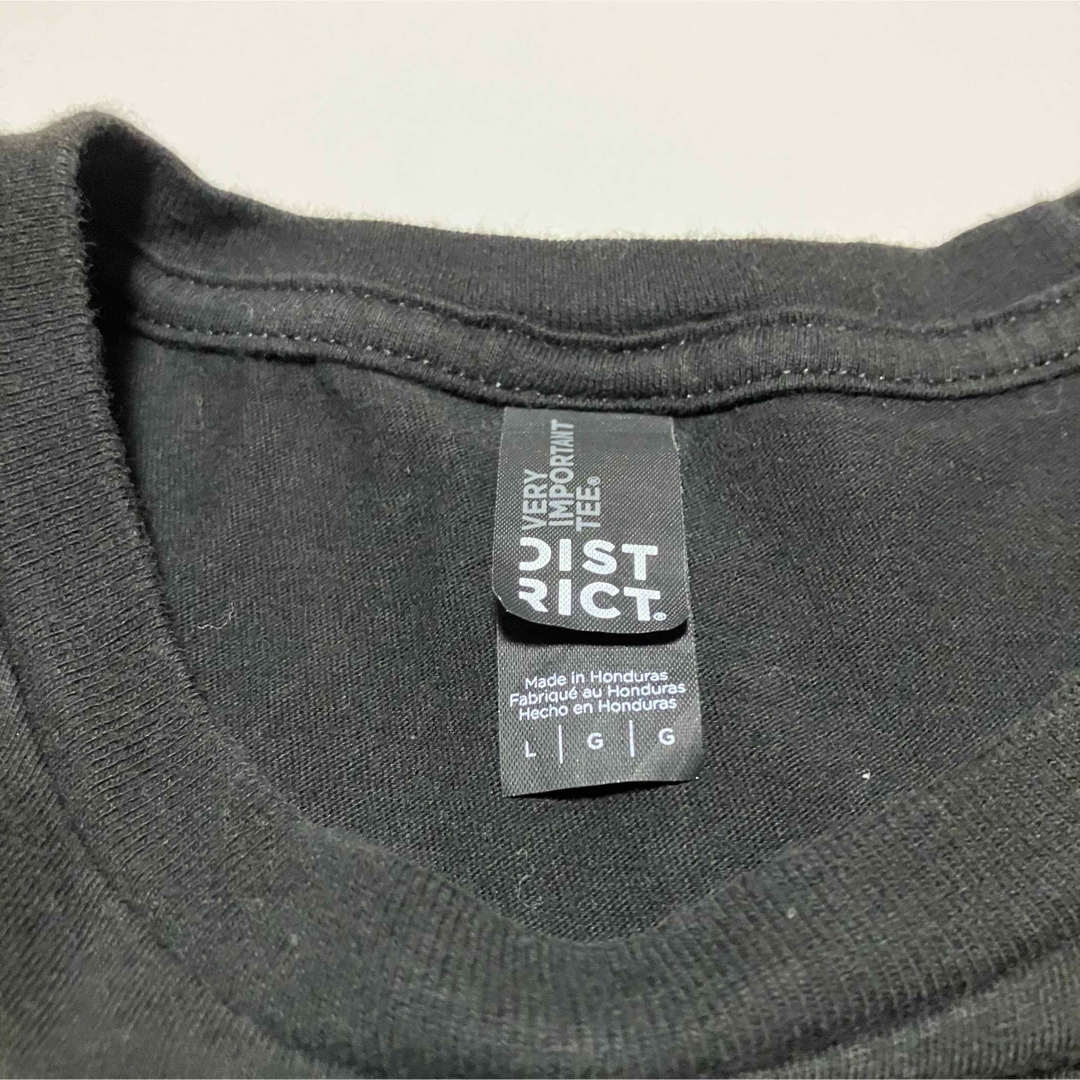 VERY
IMPORTANT
TEE®
DIST
RICT®
Made in Honduras
Fabriqué au Honduras
Hecho en Honduras
L | G | G